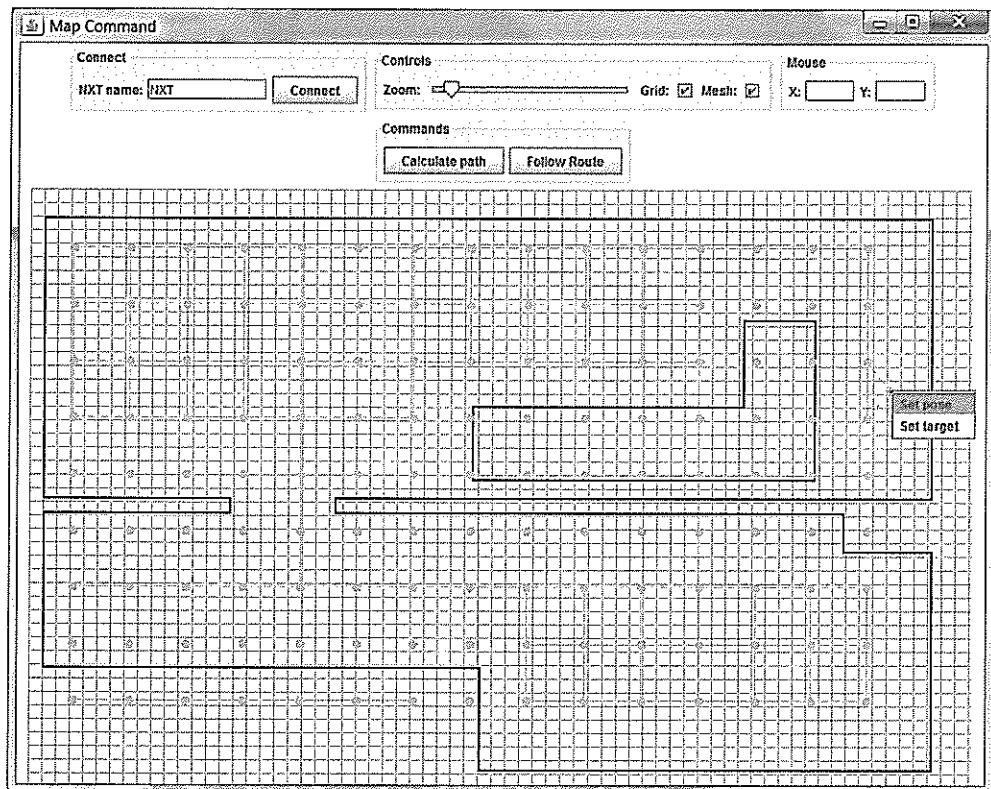 Map Command
Connect
NXT name: NXT
Connect
Controls
Zoom:
Grid:
Mesh:
Mouse
X:
Y:
Commands
Calculate path
Follow Route
Set pose
Set target